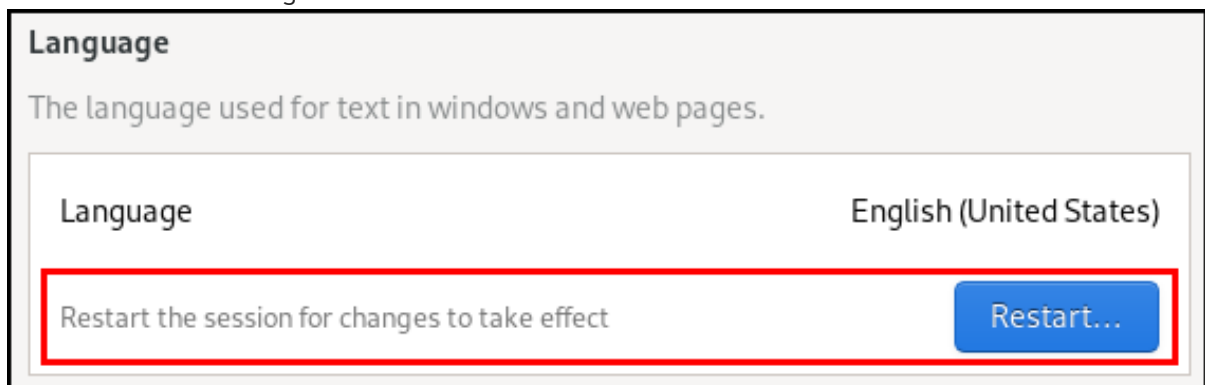 Language
The language used for text in windows and web pages.
Language English (United States)
Restart the session for changes to take effect Restart...